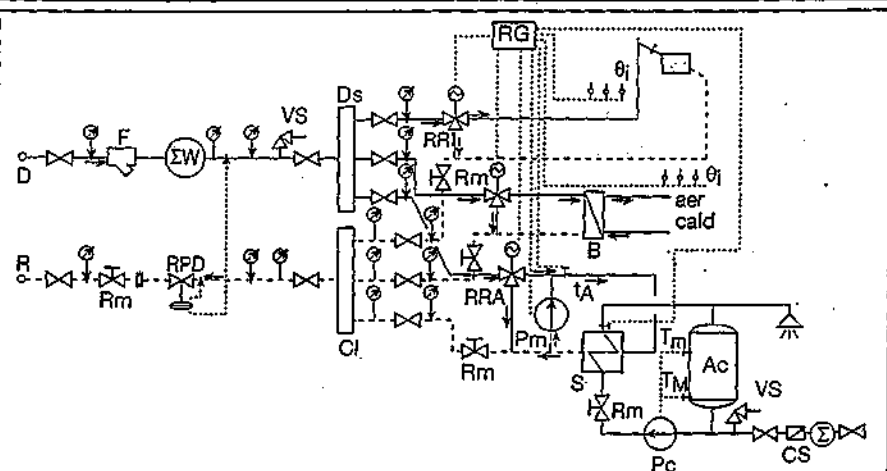 RG
θi
Ds
VS
F
ΣW
RRI
D
Rm
θi
aer
cald
B
R
RPD
Rm
RRA
tA
Cl
Pm
Rm
S
Tm
Ac
TM
Rm
VS
Pc
CS
Σ